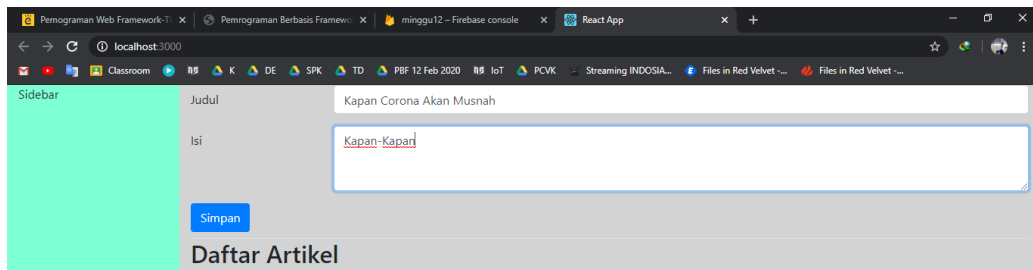 Pemograman Web Framework-TI
Pemrograman Berbasis Framewo
minggu12 – Firebase console
React App
localhost:3000
Classroom
K
DE
SPK
TD
PBF 12 Feb 2020
IoT
PCVK
Streaming INDOSIA...
Files in Red Velvet -...
Files in Red Velvet -...
Sidebar
Judul
Kapan Corona Akan Musnah
Isi
Kapan-Kapan
Simpan
Daftar Artikel